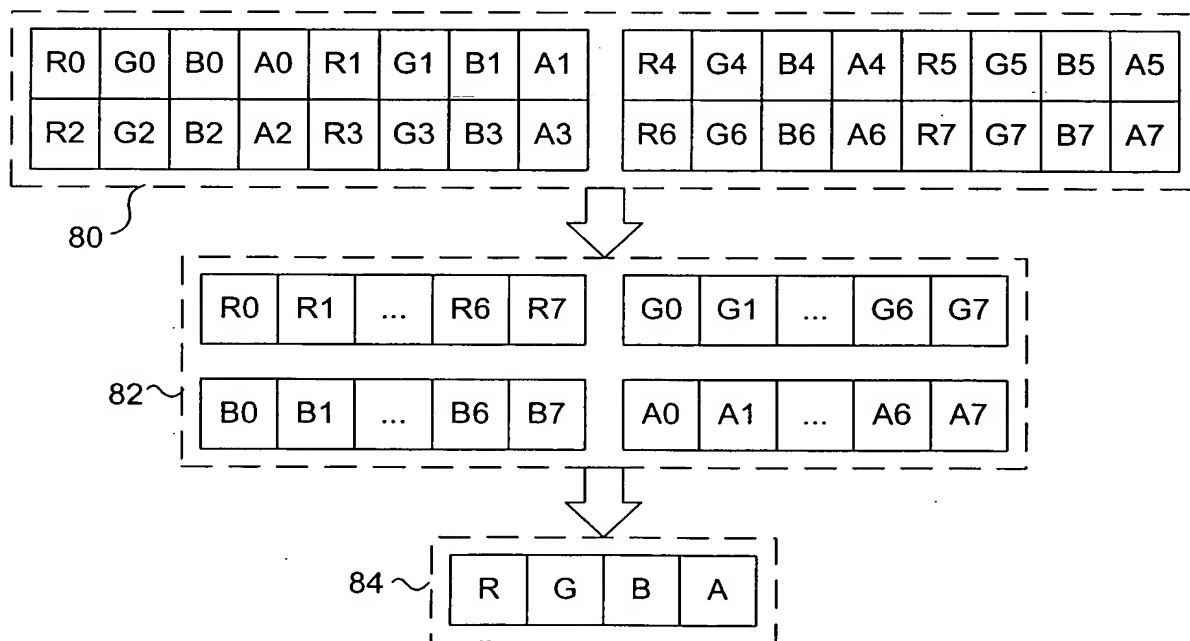 R0 G0 B0 A0 R1 G1 B1 A1 R4 G4 B4 A4 R5 G5 B5 A5
R2 G2 B2 A2 R3 G3 B3 A3 R6 G6 B6 A6 R7 G7 B7 A7
80
R0 R1 ... R6 R7 G0 G1 ... G6 G7
82
B0 B1 ... B6 B7 A0 A1 ... A6 A7
84
R G B A